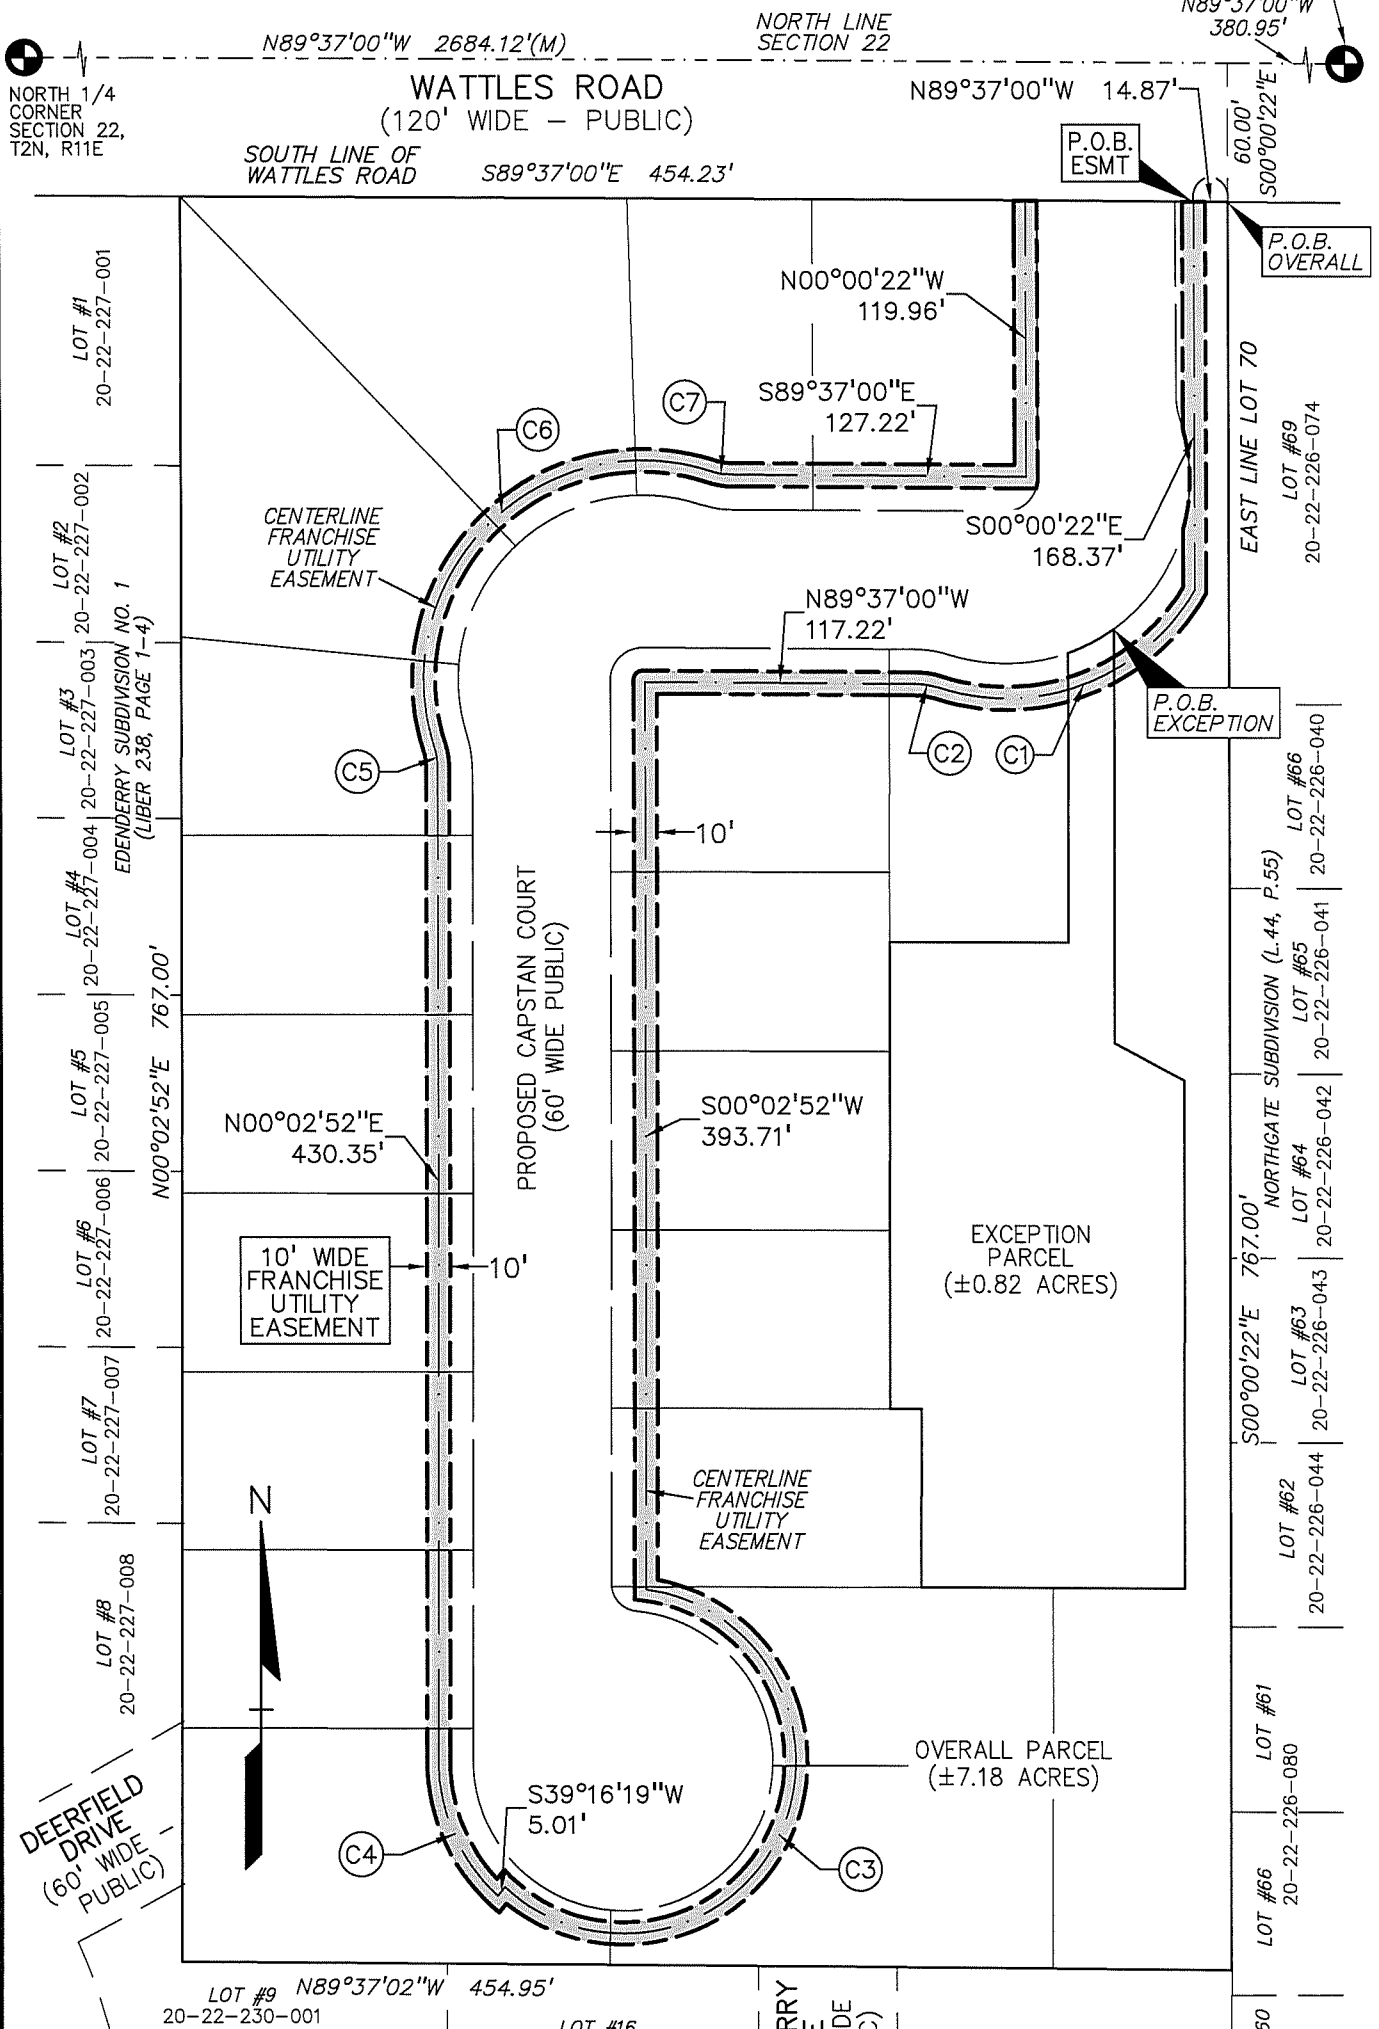 N89°37'00"W
380.95'
N89°37'00"W 2684.12'(M)
NORTH LINE
SECTION 22
NORTH 1/4
CORNER
SECTION 22,
T2N, R11E
WATTLES ROAD
(120' WIDE – PUBLIC)
N89°37'00"W 14.87'
60.00'
S00°00'22"E
P.O.B.
ESMT
SOUTH LINE OF
WATTLES ROAD
S89°37'00"E 454.23'
P.O.B.
OVERALL
LOT #1
20-22-227-001
N00°00'22"W
119.96'
S89°37'00"E
127.22'
C7
C6
EAST LINE LOT 70
LOT #69
20-22-226-074
LOT #2
20-22-227-002
CENTERLINE
FRANCHISE
UTILITY
EASEMENT
S00°00'22"E
168.37'
N89°37'00"W
117.22'
LOT #3
20-22-227-003
EDENDERRY SUBDIVISION NO. 1
(LIBER 238, PAGE 1-4)
P.O.B.
EXCEPTION
C5
C2
C1
LOT #66
20-22-226-040
10'
LOT #4
20-22-227-004
N00°02'52"E 767.00'
PROPOSED CAPSTAN COURT
(60' WIDE PUBLIC)
NORTHGATE SUBDIVISION (L.44, P.55)
LOT #65
20-22-226-041
LOT #5
20-22-227-005
N00°02'52"E
430.35'
S00°02'52"W
393.71'
LOT #64
20-22-226-042
LOT #6
20-22-227-006
10' WIDE
FRANCHISE
UTILITY
EASEMENT
10'
EXCEPTION
PARCEL
(±0.82 ACRES)
S00°00'22"E 767.00'
LOT #63
20-22-226-043
LOT #7
20-22-227-007
N
CENTERLINE
FRANCHISE
UTILITY
EASEMENT
LOT #62
20-22-226-044
LOT #8
20-22-227-008
OVERALL PARCEL
(±7.18 ACRES)
LOT #61
20-22-226-080
LOT #66
DEERFIELD
DRIVE
(60' WIDE
PUBLIC)
S39°16'19"W
5.01'
C4
C3
N89°37'02"W 454.95'
LOT #9
20-22-230-001
LOT #16
RRY
E
DE
C)
60